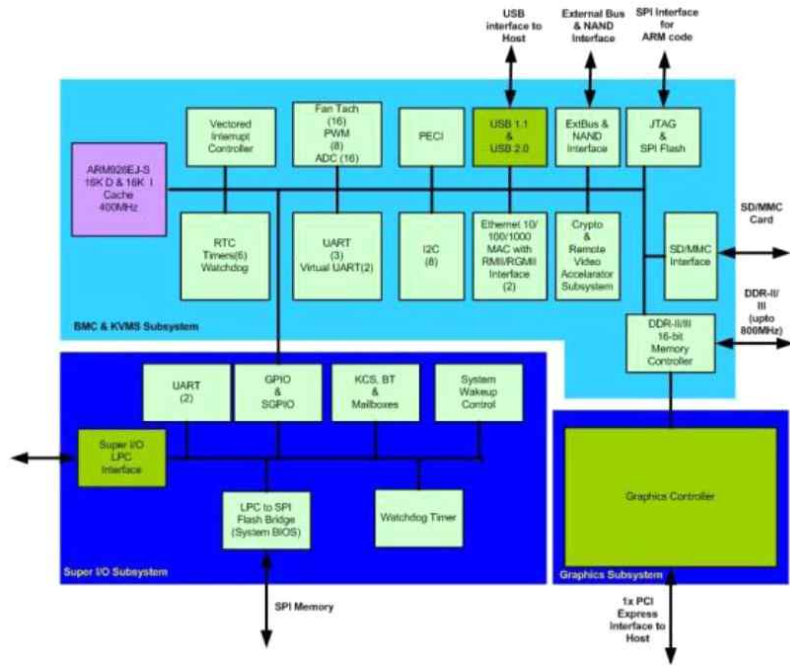 USB
interface to
Host
External Bus
& NAND
Interface
SPI Interface
for
ARM code
Vectored
Interrupt
Controller
Fan Tach
(16)
PWM
(8)
ADC (16)
PECI
USB 1.1
&
USB 2.0
ExtBus &
NAND
Interface
JTAG
&
SPI Flash
ARM926EJ-S
16K D & 16K I
Cache
400MHz
RTC
Timers(6)
Watchdog
UART
(3)
Virtual UART(2)
I2C
(8)
Ethernet 10/
100/1000
MAC with
RMII/RGMII
Interface
(2)
Crypto
&
Remote
Video
Accelarator
Subsystem
SD/MMC
Interface
SD/MMC
Card
BMC & KVMS Subsystem
DDR-II/III
16-bit
Memory
Controller
DDR-II/
III
(upto
800MHz)
UART
(2)
GPIO
&
SGPIO
KCS, BT
&
Mailboxes
System
Wakeup
Control
Super I/O
LPC
Interface
LPC to SPI
Flash Bridge
(System BIOS)
Watchdog Timer
Graphics Controller
Super I/O Subsystem
Graphics Subsystem
SPI Memory
1x PCI
Express
Interface to
Host